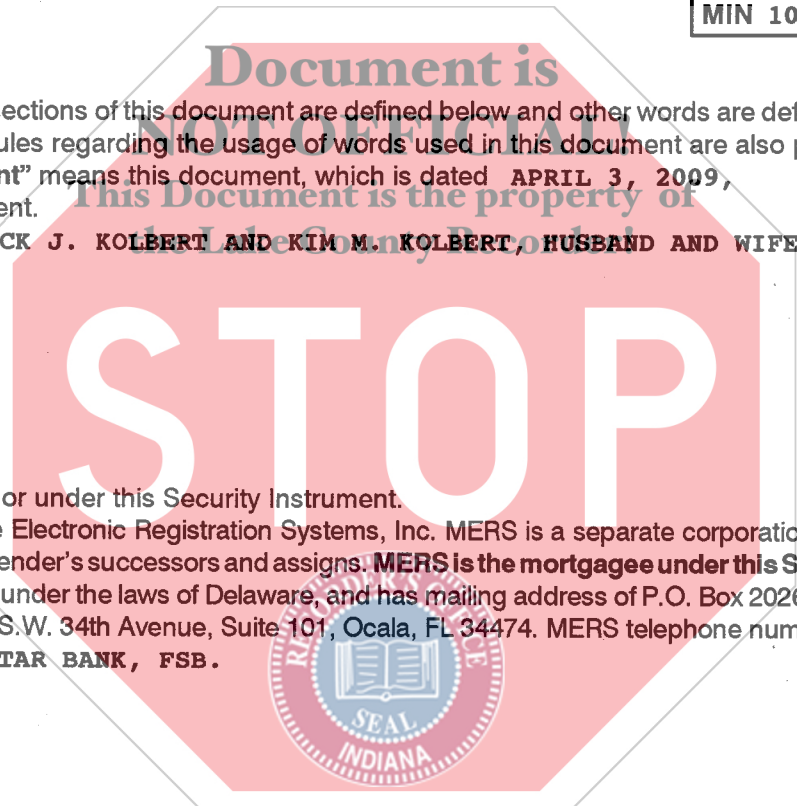 MIN 10
Document is
ections of this document are defined below and other words are def
NOT OFFICIAL!
ules regarding the usage of words used in this document are also p
nt” means this document, which is dated APRIL 3, 2009,
This Document is the property of
ent.
the Lake County Recorder!
CK J. KOLBERT AND KIM M. KOLBERT, HUSBAND AND WIFE
STOP
or under this Security Instrument.
e Electronic Registration Systems, Inc. MERS is a separate corporatio
ender's successors and assigns. MERS is the mortgagee under this S
under the laws of Delaware, and has mailing address of P.O. Box 2026
S.W. 34th Avenue, Suite 101, Ocala, FL 34474. MERS telephone num
TAR BANK, FSB.
RECORDER'S OFFICE
SEAL
INDIANA